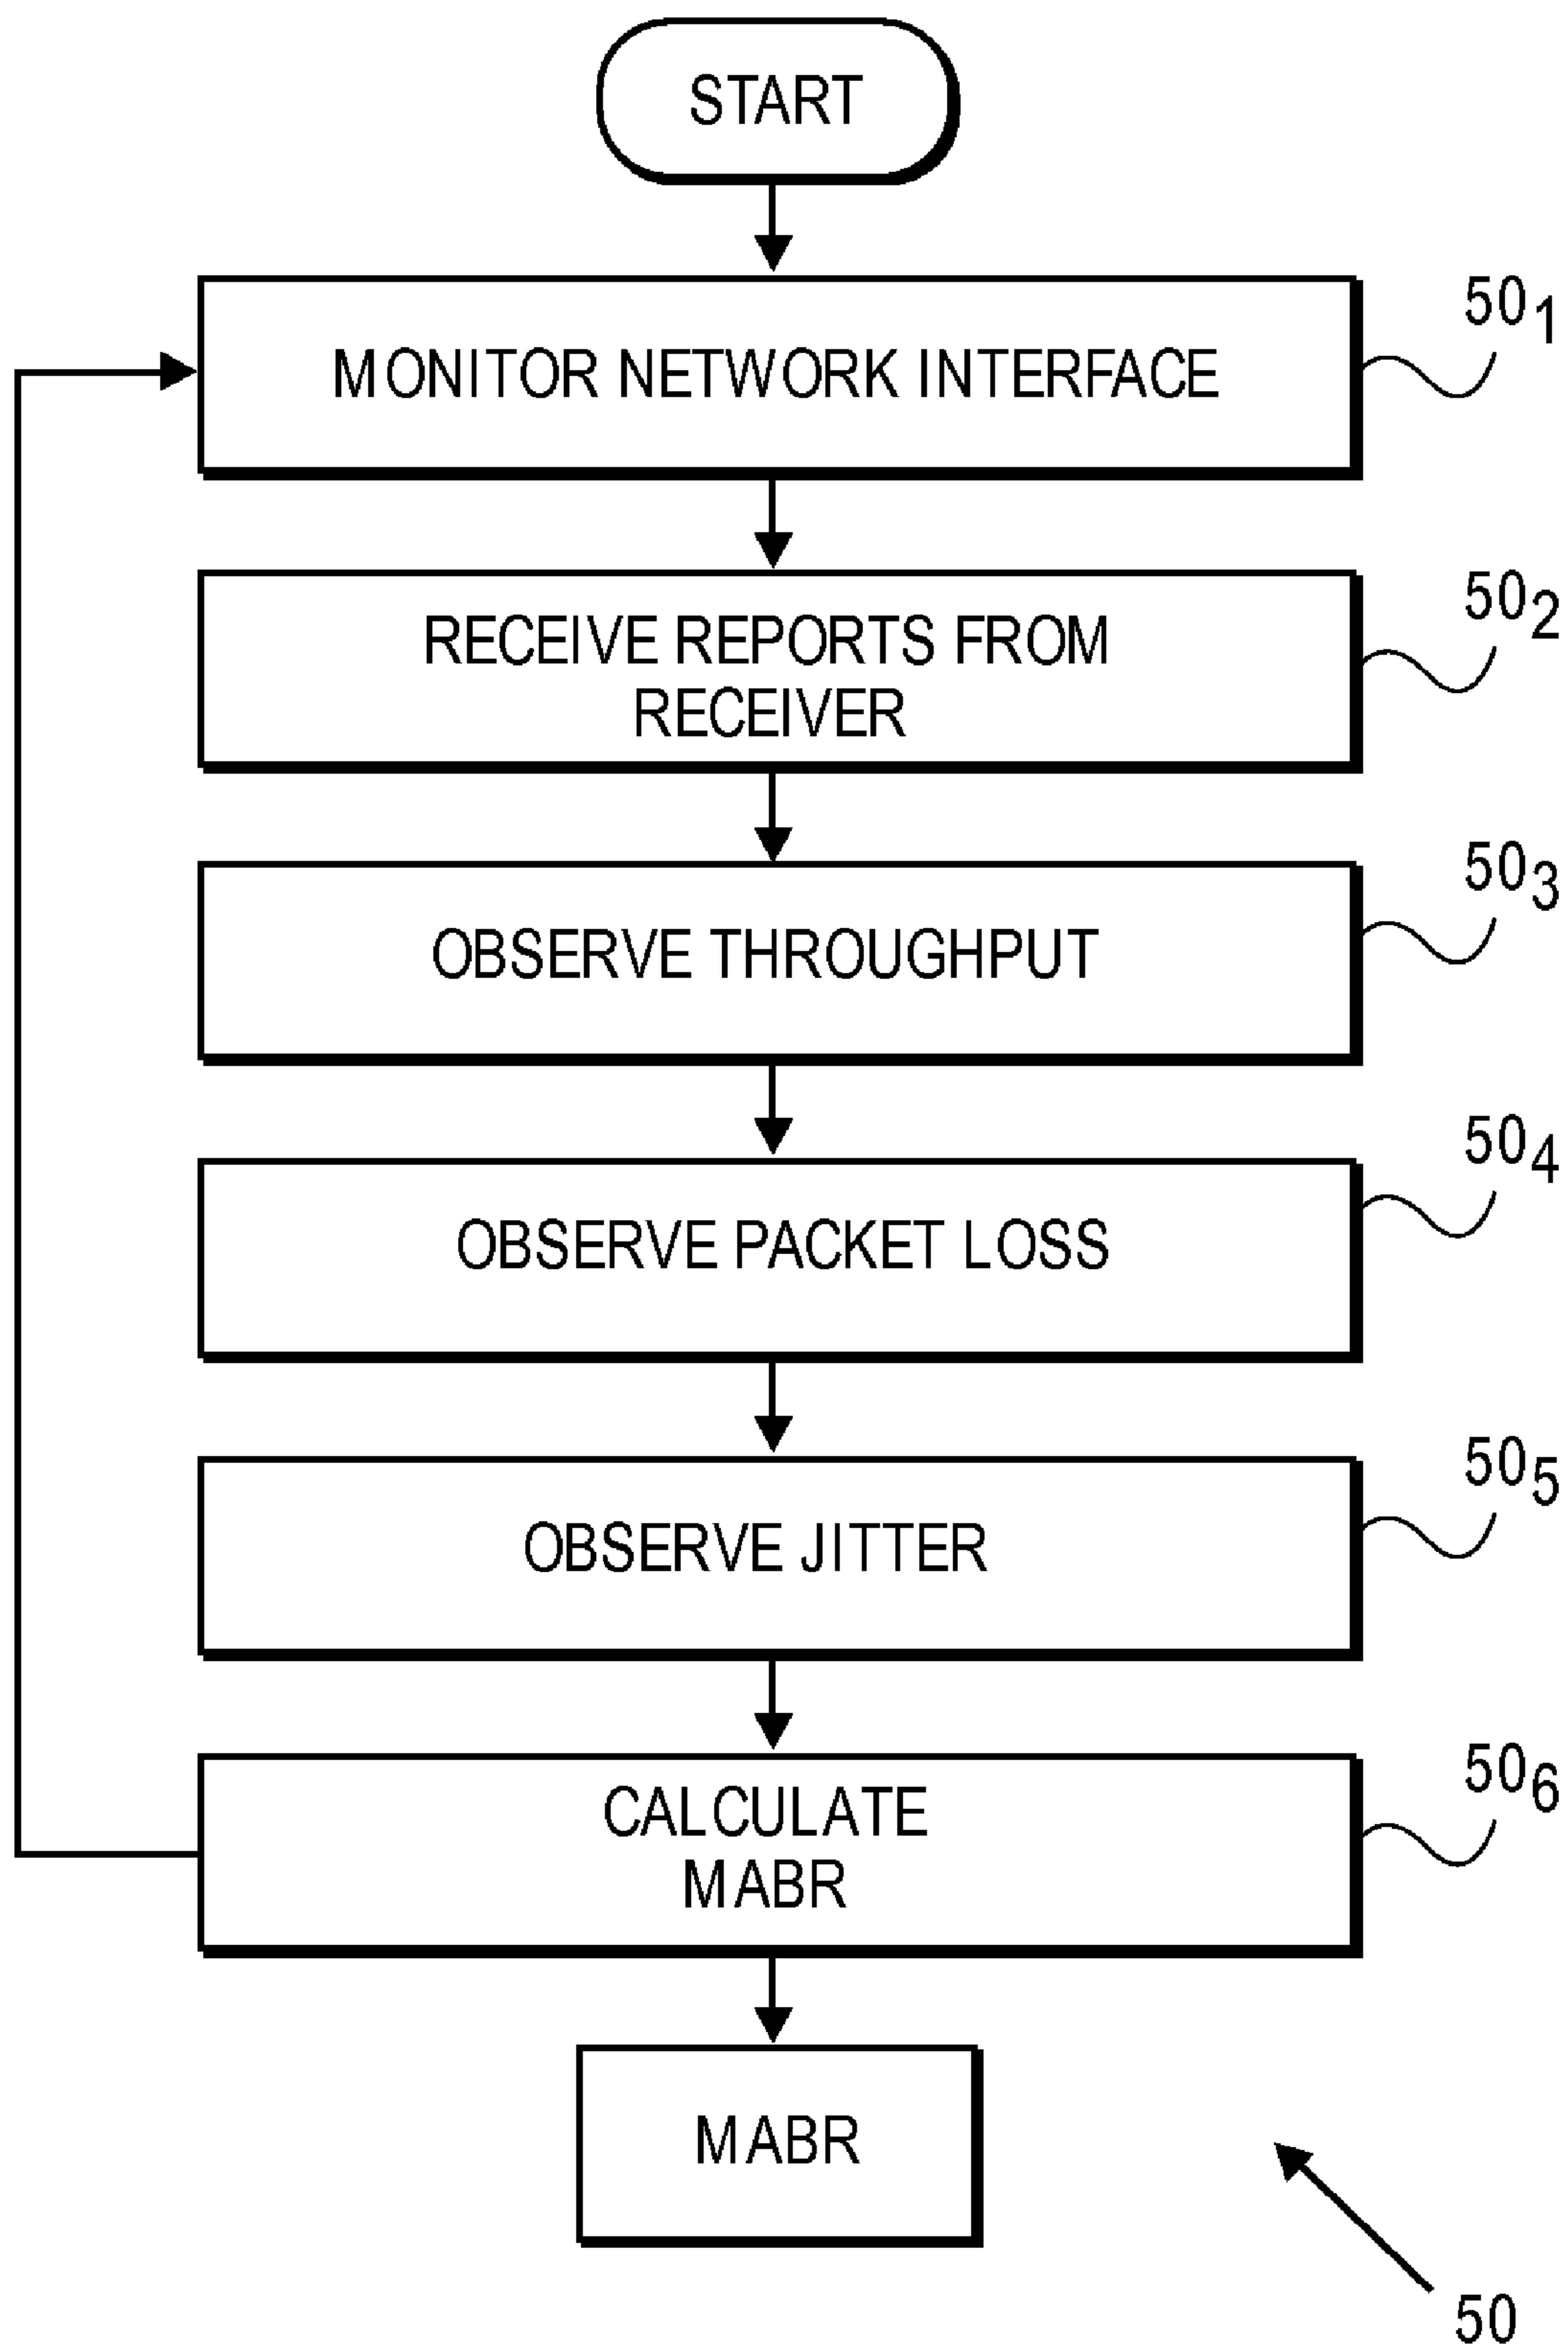 START
MONITOR NETWORK INTERFACE
50₁
RECEIVE REPORTS FROM
RECEIVER
50₂
OBSERVE THROUGHPUT
50₃
OBSERVE PACKET LOSS
50₄
OBSERVE JITTER
50₅
CALCULATE
MABR
50₆
MABR
50